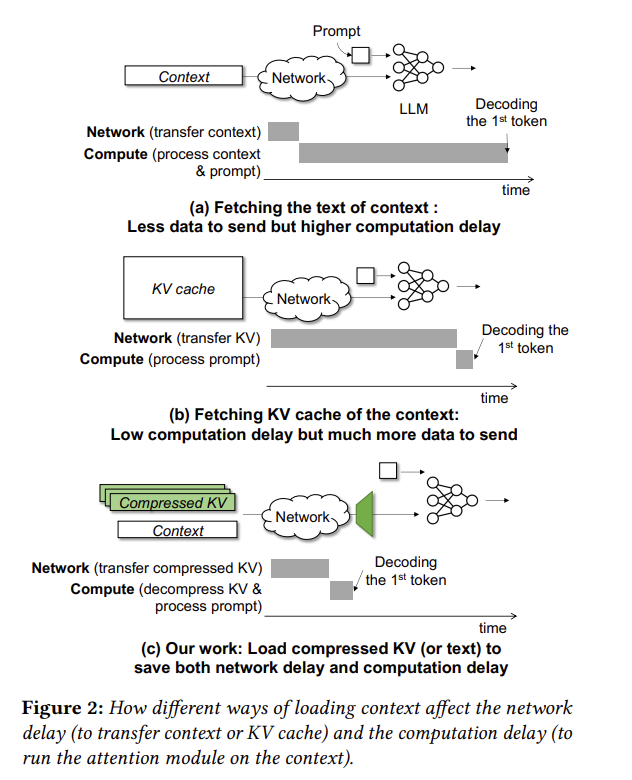 Prompt
Context
Network
LLM
Decoding
the 1st token
Network (transfer context)
Compute (process context
& prompt)
time
(a) Fetching the text of context :
Less data to send but higher computation delay
KV cache
Network
Network (transfer KV)
Compute (process prompt)
Decoding the
1st token
time
(b) Fetching KV cache of the context:
Low computation delay but much more data to send
Compressed KV
Context
Network
Network (transfer compressed KV)
Compute (decompress KV &
process prompt)
Decoding
the 1st token
time
(c) Our work: Load compressed KV (or text) to
save both network delay and computation delay
Figure 2: How different ways of loading context affect the network
delay (to transfer context or KV cache) and the computation delay (to
run the attention module on the context).